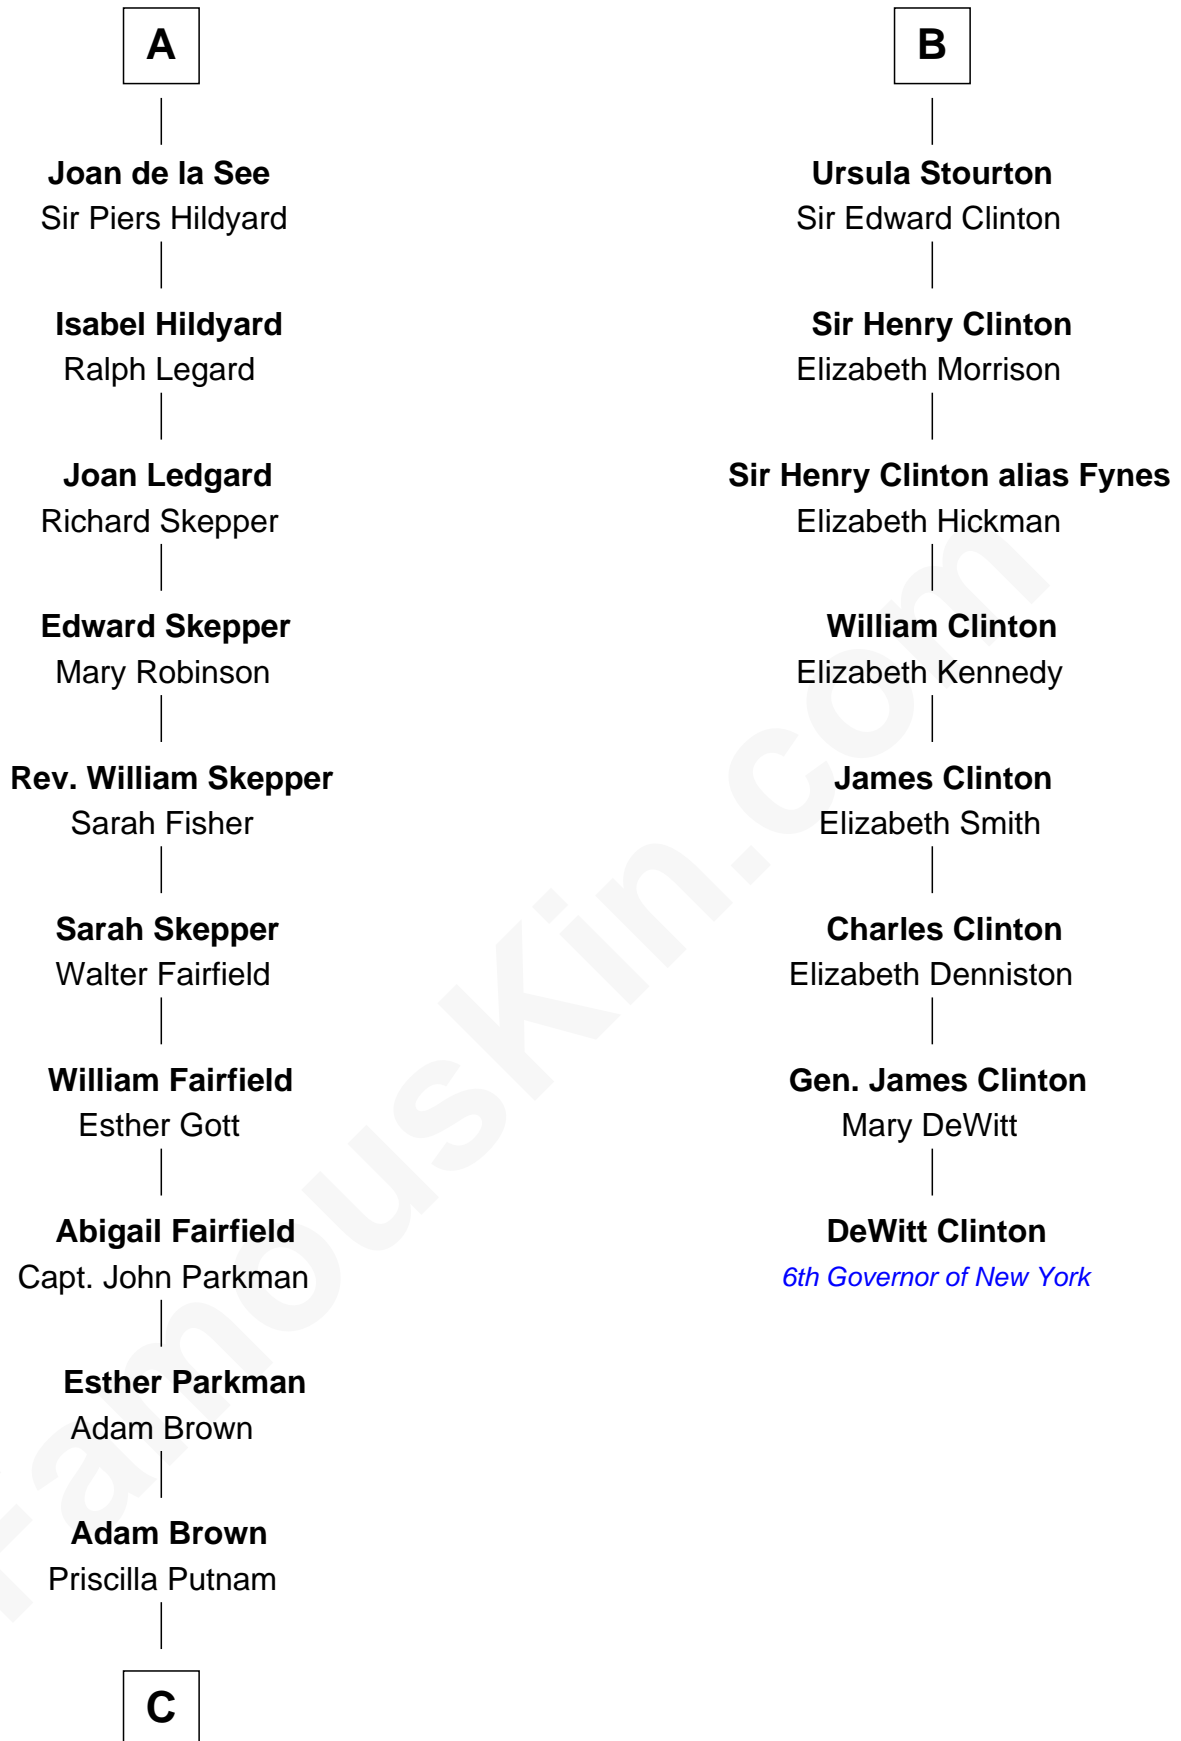 A
Joan de la See
Sir Piers Hildyard
Isabel Hildyard
Ralph Legard
Joan Ledgard
Richard Skepper
Edward Skepper
Mary Robinson
Rev. William Skepper
Sarah Fisher
Sarah Skepper
Walter Fairfield
William Fairfield
Esther Gott
Abigail Fairfield
Capt. John Parkman
Esther Parkman
Adam Brown
Adam Brown
Priscilla Putnam
C
B
Ursula Stourton
Sir Edward Clinton
Sir Henry Clinton
Elizabeth Morrison
Sir Henry Clinton alias Fynes
Elizabeth Hickman
William Clinton
Elizabeth Kennedy
James Clinton
Elizabeth Smith
Charles Clinton
Elizabeth Denniston
Gen. James Clinton
Mary DeWitt
DeWitt Clinton
6th Governor of New York
FamousKin.com